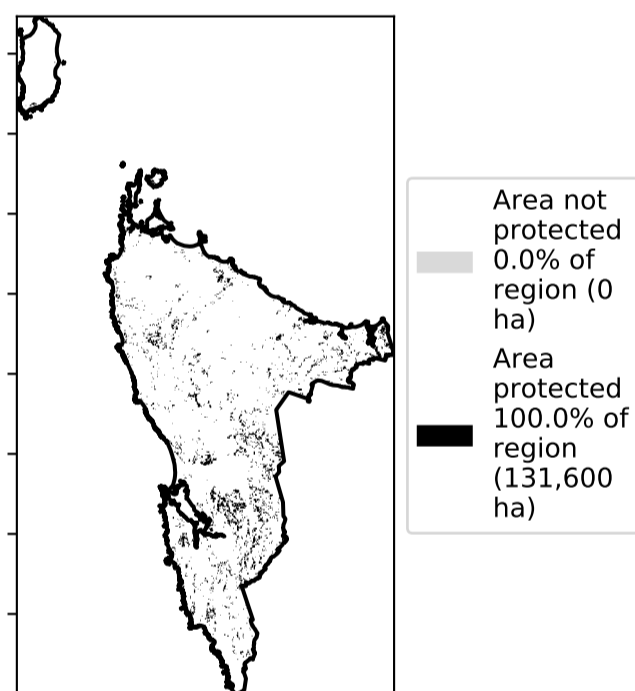 Area not
protected
0.0% of
region (0
ha)
Area
protected
100.0% of
region
(131,600
ha)